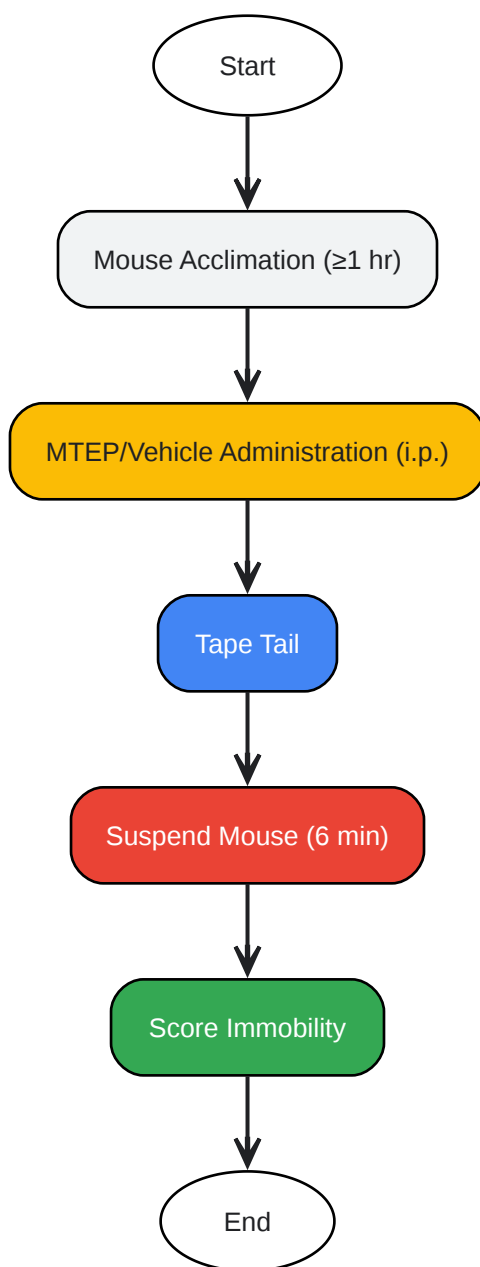 Start
Mouse Acclimation (≥1 hr)
MTEP/Vehicle Administration (i.p.)
Tape Tail
Suspend Mouse (6 min)
Score Immobility
End